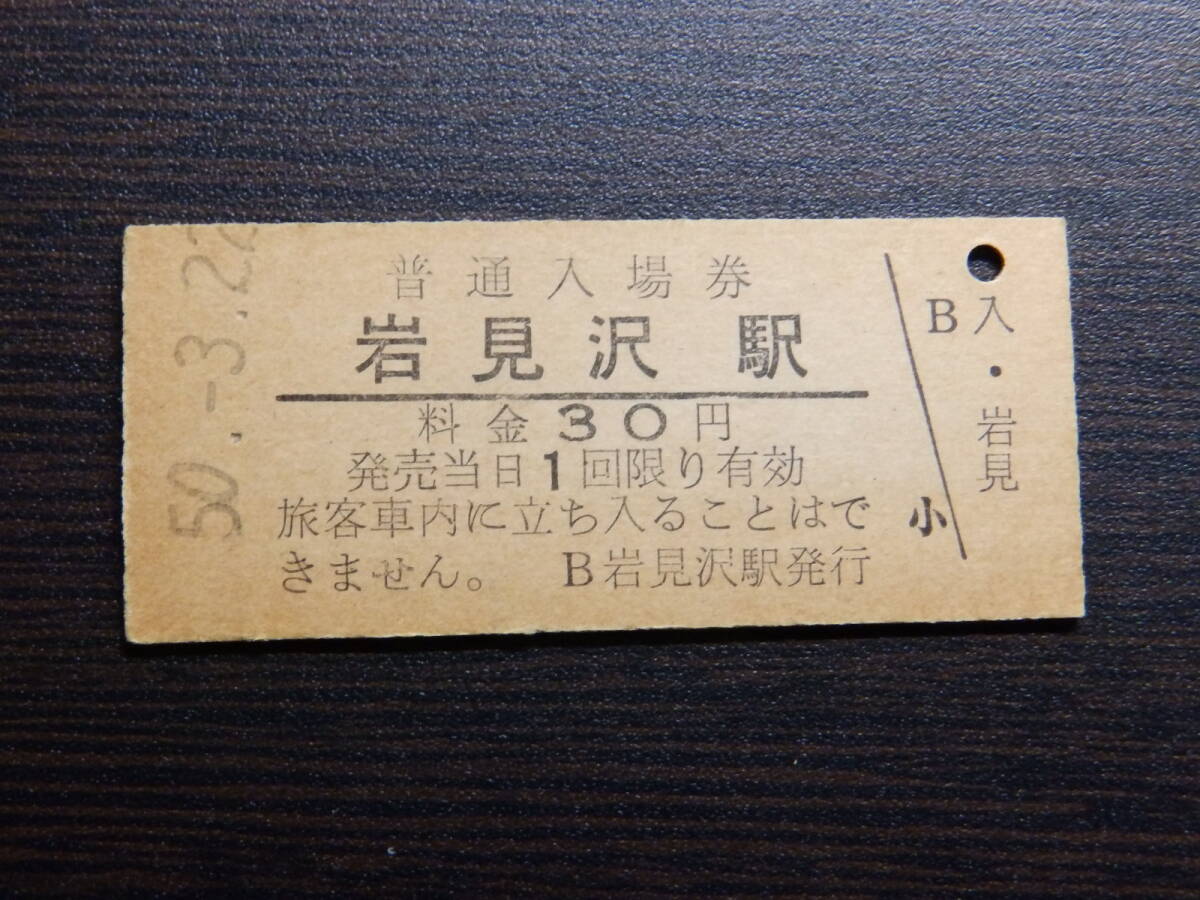 普通入場券
岩見沢駅
料金30円
発売当日1回限り有効
旅客車内に立ち入ることはで
きません。 B岩見沢駅発行
B
小
入・岩見
50.-3.2